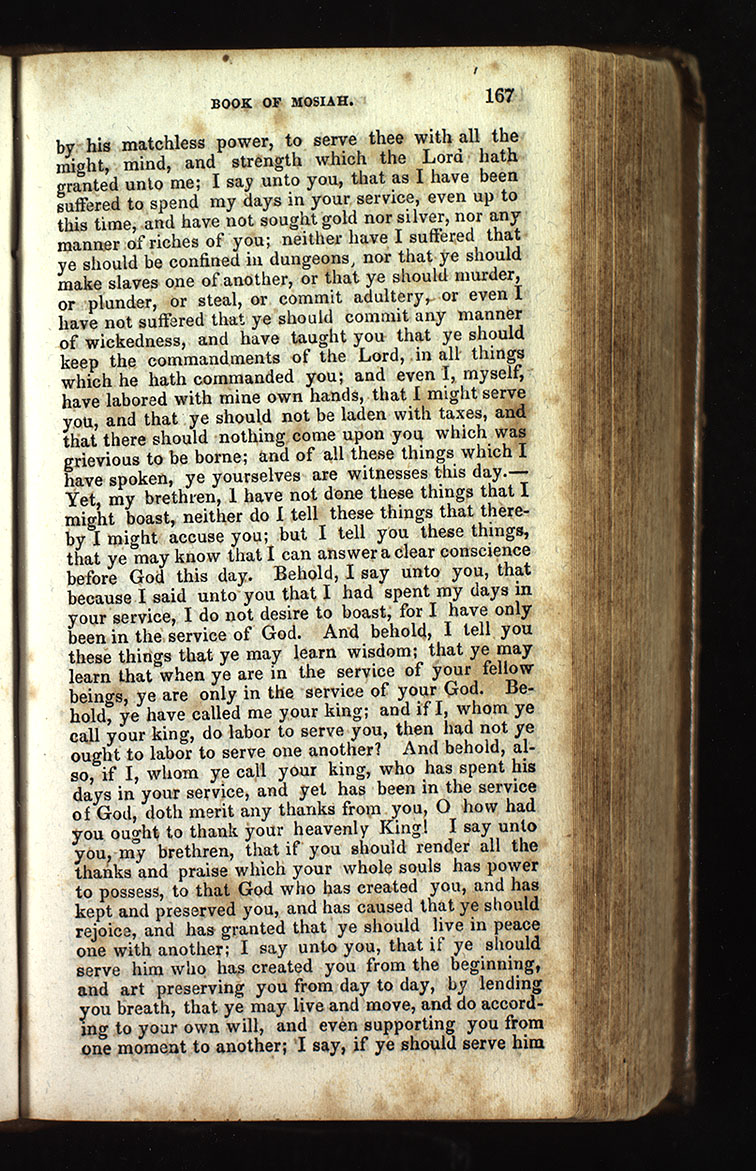 BOOK OF MOSIAH. 167
by his matchless power, to serve thee with all the
might, mind, and strength which the Lord hath
granted unto me; I say unto you, that as I have been
suffered to spend my days in your service, even up to
this time, and have not sought gold nor silver, nor any
manner of riches of you; neither have I suffered that
ye should be confined in dungeons, nor that ye should
make slaves one of another, or that ye should murder,
or plunder, or steal, or commit adultery, or even I
have not suffered that ye should commit any manner
of wickedness, and have taught you that ye should
keep the commandments of the Lord, in all things
which he hath commanded you; and even I, myself,
have labored with mine own hands, that I might serve
you, and that ye should not be laden with taxes, and
that there should nothing come upon you which was
grievious to be borne; and of all these things which I
have spoken, ye yourselves are witnesses this day.—
Yet, my brethren, I have not done these things that I
might boast, neither do I tell these things that there-
by I might accuse you; but I tell you these things,
that ye may know that I can answer a clear conscience
before God this day. Behold, I say unto you, that
because I said unto you that I had spent my days in
your service, I do not desire to boast, for I have only
been in the service of God. And behold, I tell you
these things that ye may learn wisdom; that ye may
learn that when ye are in the service of your fellow
beings, ye are only in the service of your God. Be-
hold, ye have called me your king; and if I, whom ye
call your king, do labor to serve you, then had not ye
ought to labor to serve one another? And behold, al-
so, if I, whom ye call your king, who has spent his
days in your service, and yet has been in the service
of God, doth merit any thanks from you, O how had
you ought to thank your heavenly King! I say unto
you, my brethren, that if you should render all the
thanks and praise which your whole souls has power
to possess, to that God who has created you, and has
kept and preserved you, and has caused that ye should
rejoice, and has granted that ye should live in peace
one with another; I say unto you, that if ye should
serve him who has created you from the beginning,
and art preserving you from day to day, by lending
you breath, that ye may live and move, and do accord-
ing to your own will, and even supporting you from
one moment to another; I say, if ye should serve him